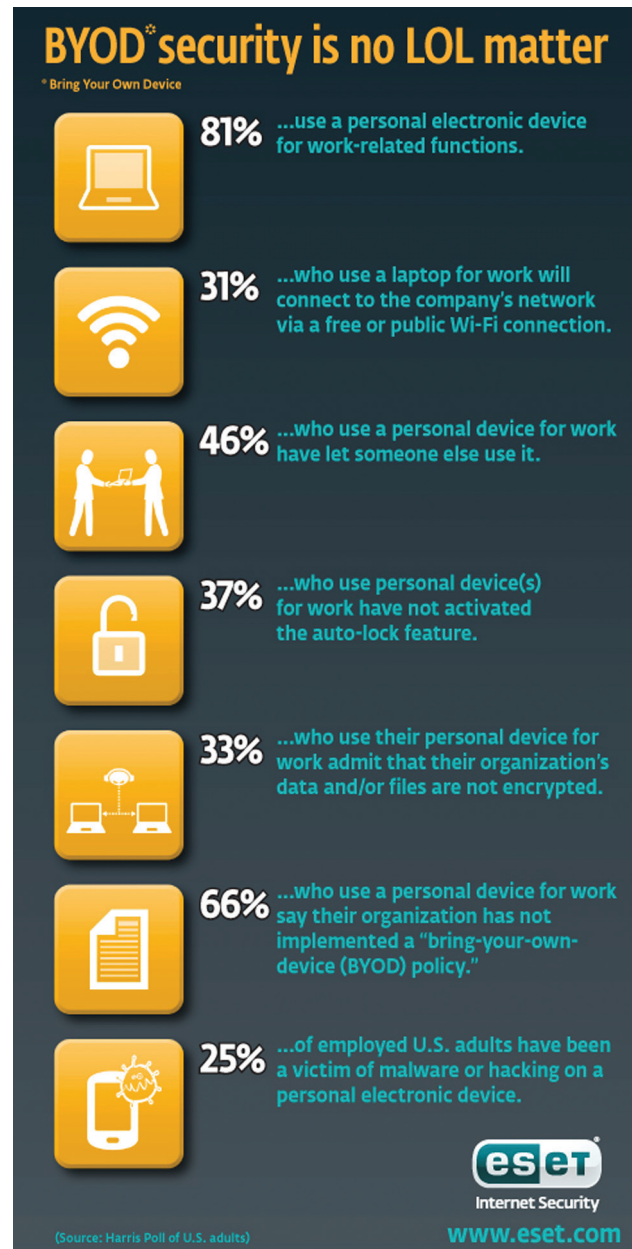 BYOD* security is no LOL matter
* Bring Your Own Device
81% ...use a personal electronic device
for work-related functions.
31% ...who use a laptop for work will
connect to the company's network
via a free or public Wi-Fi connection.
46% ...who use a personal device for work
have let someone else use it.
37% ...who use personal device(s)
for work have not activated
the auto-lock feature.
33% ...who use their personal device for
work admit that their organization's
data and/or files are not encrypted.
66% ...who use a personal device for work
say their organization has not
implemented a “bring-your-own-
device (BYOD) policy.”
25% ...of employed U.S. adults have been
a victim of malware or hacking on a
personal electronic device.
eseT®
Internet Security
(Source: Harris Poll of U.S. adults)
www.eset.com